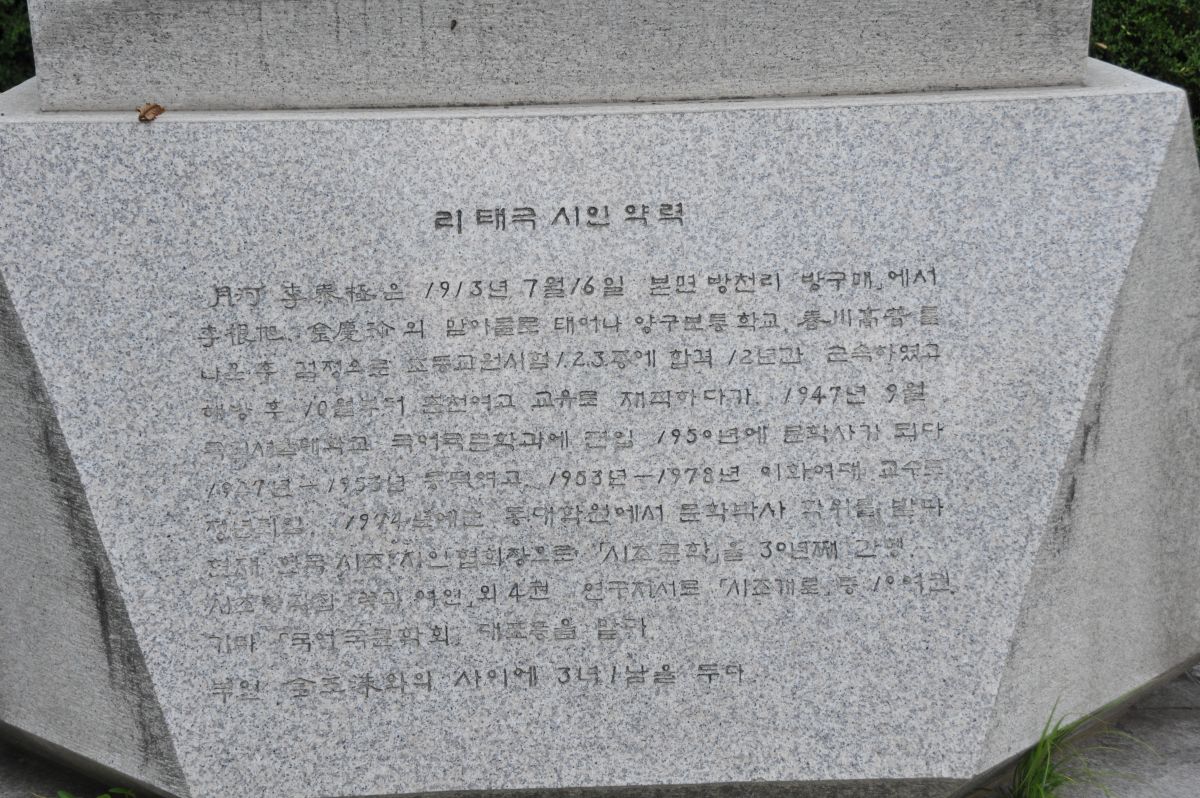 리태극 시인 약력
月河 李泰極은 1913년 7월16일 본면 방천리 방구매」에서
李根旭、金慶玲의 맏아들로 태어나 양구보통학교、春川高普를
나온후 검정으로 초등교원시험1.2.3종에 합격 12년간 근속하였고
해방후 10월부터 춘천여고 교유로 재직하다가、1947년 9월
국립서울대학교 국어국문학과에 편입 1950년에 문학사가 되다
1947년—1953년 동덕여고、1953년—1978년 이화여대 교수로
정년퇴임、1974년에는 동대학원에서 문학박사 학위를 받다
현재 한국시조시인협회장으로 「시조문학」을 30년째 간행
시조창작집 여인」외4권 연구저서로 「시조개론」등 10여권、
기마 「국어국문학회」 대표등을 맡다
부인 金 와의 사이에 3녀1남을 두다